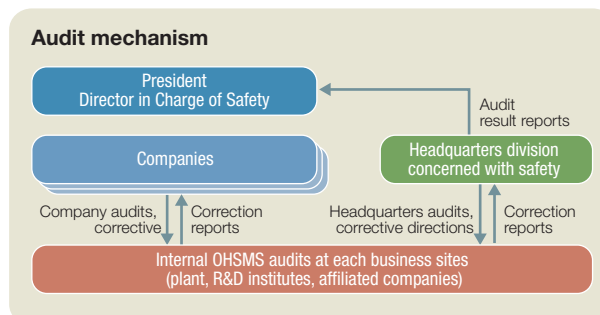 Audit mechanism
President
Director in Charge of Safety
Audit
result reports
Companies
Headquarters division
concerned with safety
Company audits,
corrective
Correction
reports
Headquarters audits,
corrective directions
Correction
reports
Internal OHSMS audits at each business sites
(plant, R&D institutes, affiliated companies)